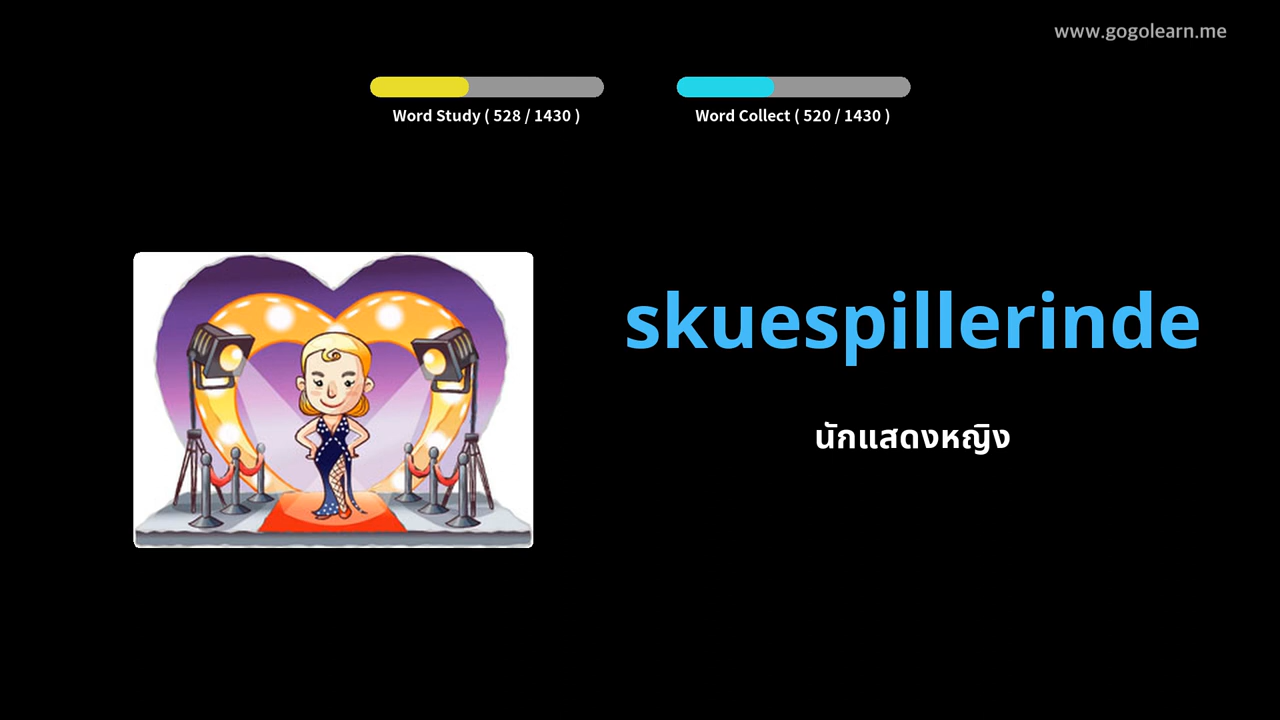 www.gogolearn.me
Word Study ( 528 / 1430 )
Word Collect ( 520 / 1430 )
skuespillerinde
นักแสดงหญิง